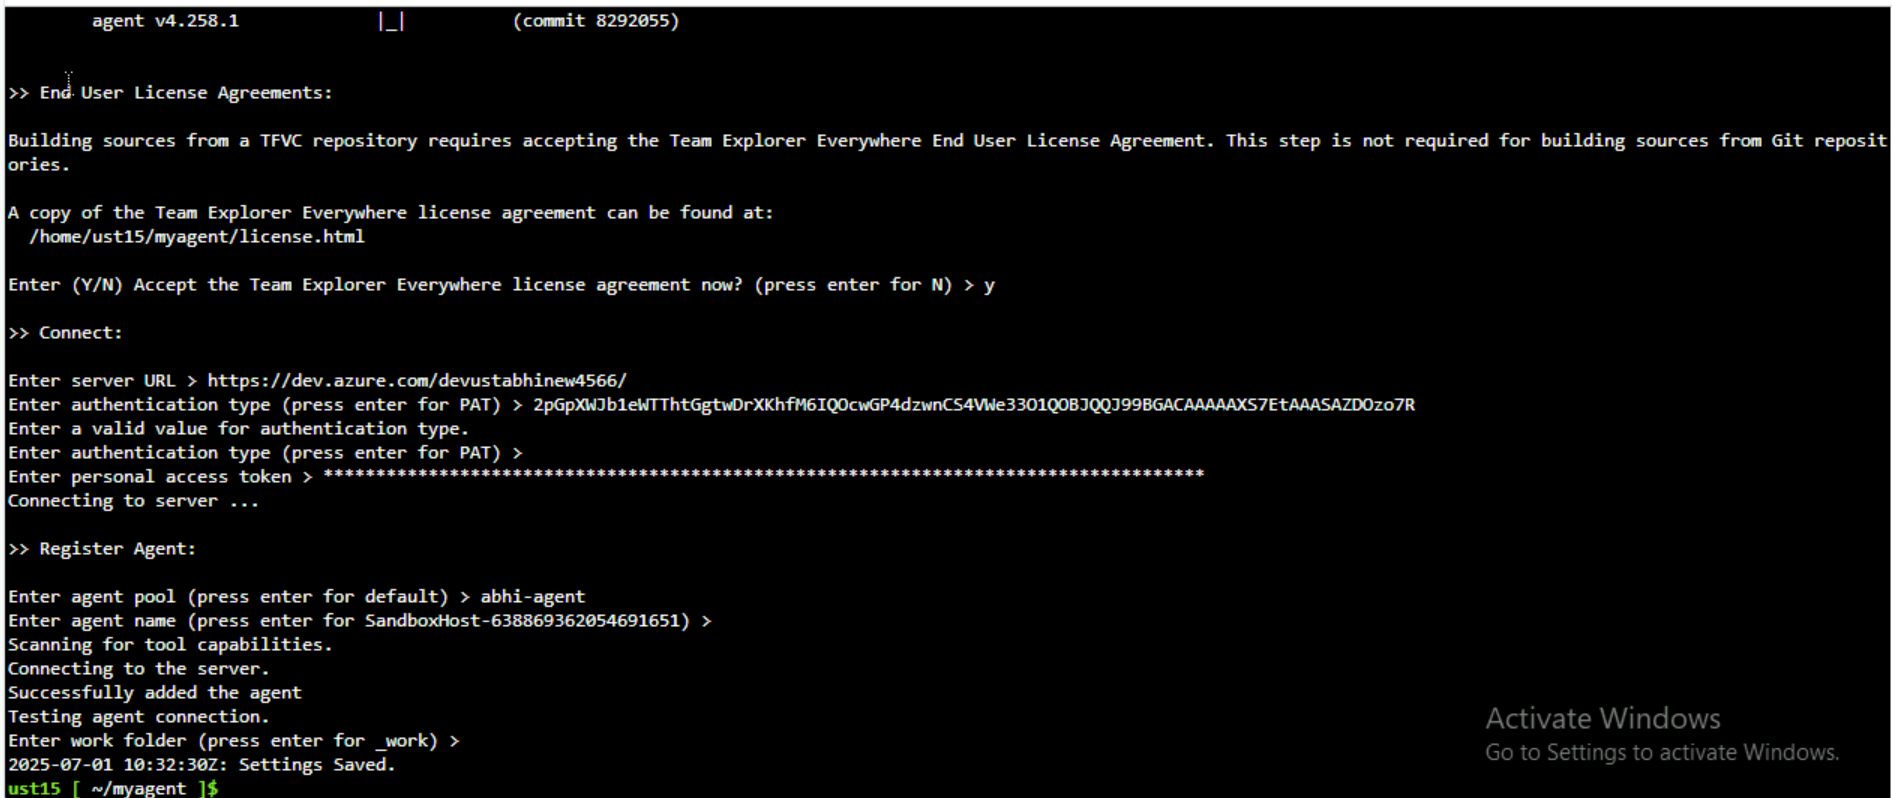 agent v4.258.1 |_| (commit 8292055)
>> End User License Agreements:
Building sources from a TFVC repository requires accepting the Team Explorer Everywhere End User License Agreement. This step is not required for building sources from Git reposit
ories.
A copy of the Team Explorer Everywhere license agreement can be found at:
/home/ust15/myagent/license.html
Enter (Y/N) Accept the Team Explorer Everywhere license agreement now? (press enter for N) > y
>> Connect:
Enter server URL > https://dev.azure.com/devustabhinew4566/
Enter authentication type (press enter for PAT) > 2pGpXWJb1eWTThtGgtwDrXKhfM6IQOcwGP4dzwnCS4VWe33O1QOBJQQJ99BGACAAAAAXS7EtAAASAZDOzo7R
Enter a valid value for authentication type.
Enter authentication type (press enter for PAT) >
Enter personal access token > ************************************************************************************
Connecting to server ...
>> Register Agent:
Enter agent pool (press enter for default) > abhi-agent
Enter agent name (press enter for SandboxHost-638869362054691651) >
Scanning for tool capabilities.
Connecting to the server.
Successfully added the agent
Testing agent connection.
Enter work folder (press enter for _work) >
2025-07-01 10:32:30Z: Settings Saved.
ust15 [ ~/myagent ]$
Activate Windows
Go to Settings to activate Windows.